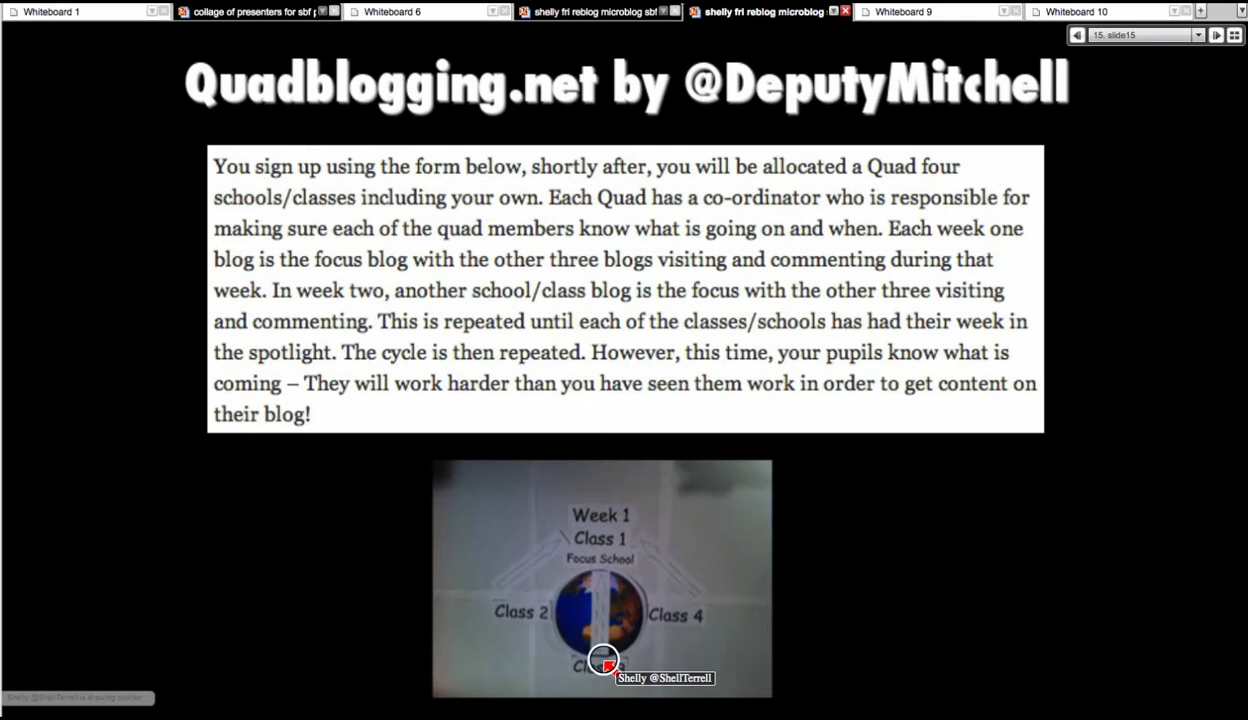 Whiteboard 1
collage of presenters for sbf p
Whiteboard 6
shelly fri reblog microblog sbf
shelly fri reblog microblog
Whiteboard 9
Whiteboard 10
15. slide15
Quadblogging.net by @DeputyMitchell
You sign up using the form below, shortly after, you will be allocated a Quad four
schools/classes including your own. Each Quad has a co-ordinator who is responsible for
making sure each of the quad members know what is going on and when. Each week one
blog is the focus blog with the other three blogs visiting and commenting during that
week. In week two, another school/class blog is the focus with the other three visiting
and commenting. This is repeated until each of the classes/schools has had their week in
the spotlight. The cycle is then repeated. However, this time, your pupils know what is
coming – They will work harder than you have seen them work in order to get content on
their blog!
Week 1
Class 1
Focus School
Class 2
Class 4
Shelly @ShellTerrell
Shelly @ShellTerrell is drawing pointer